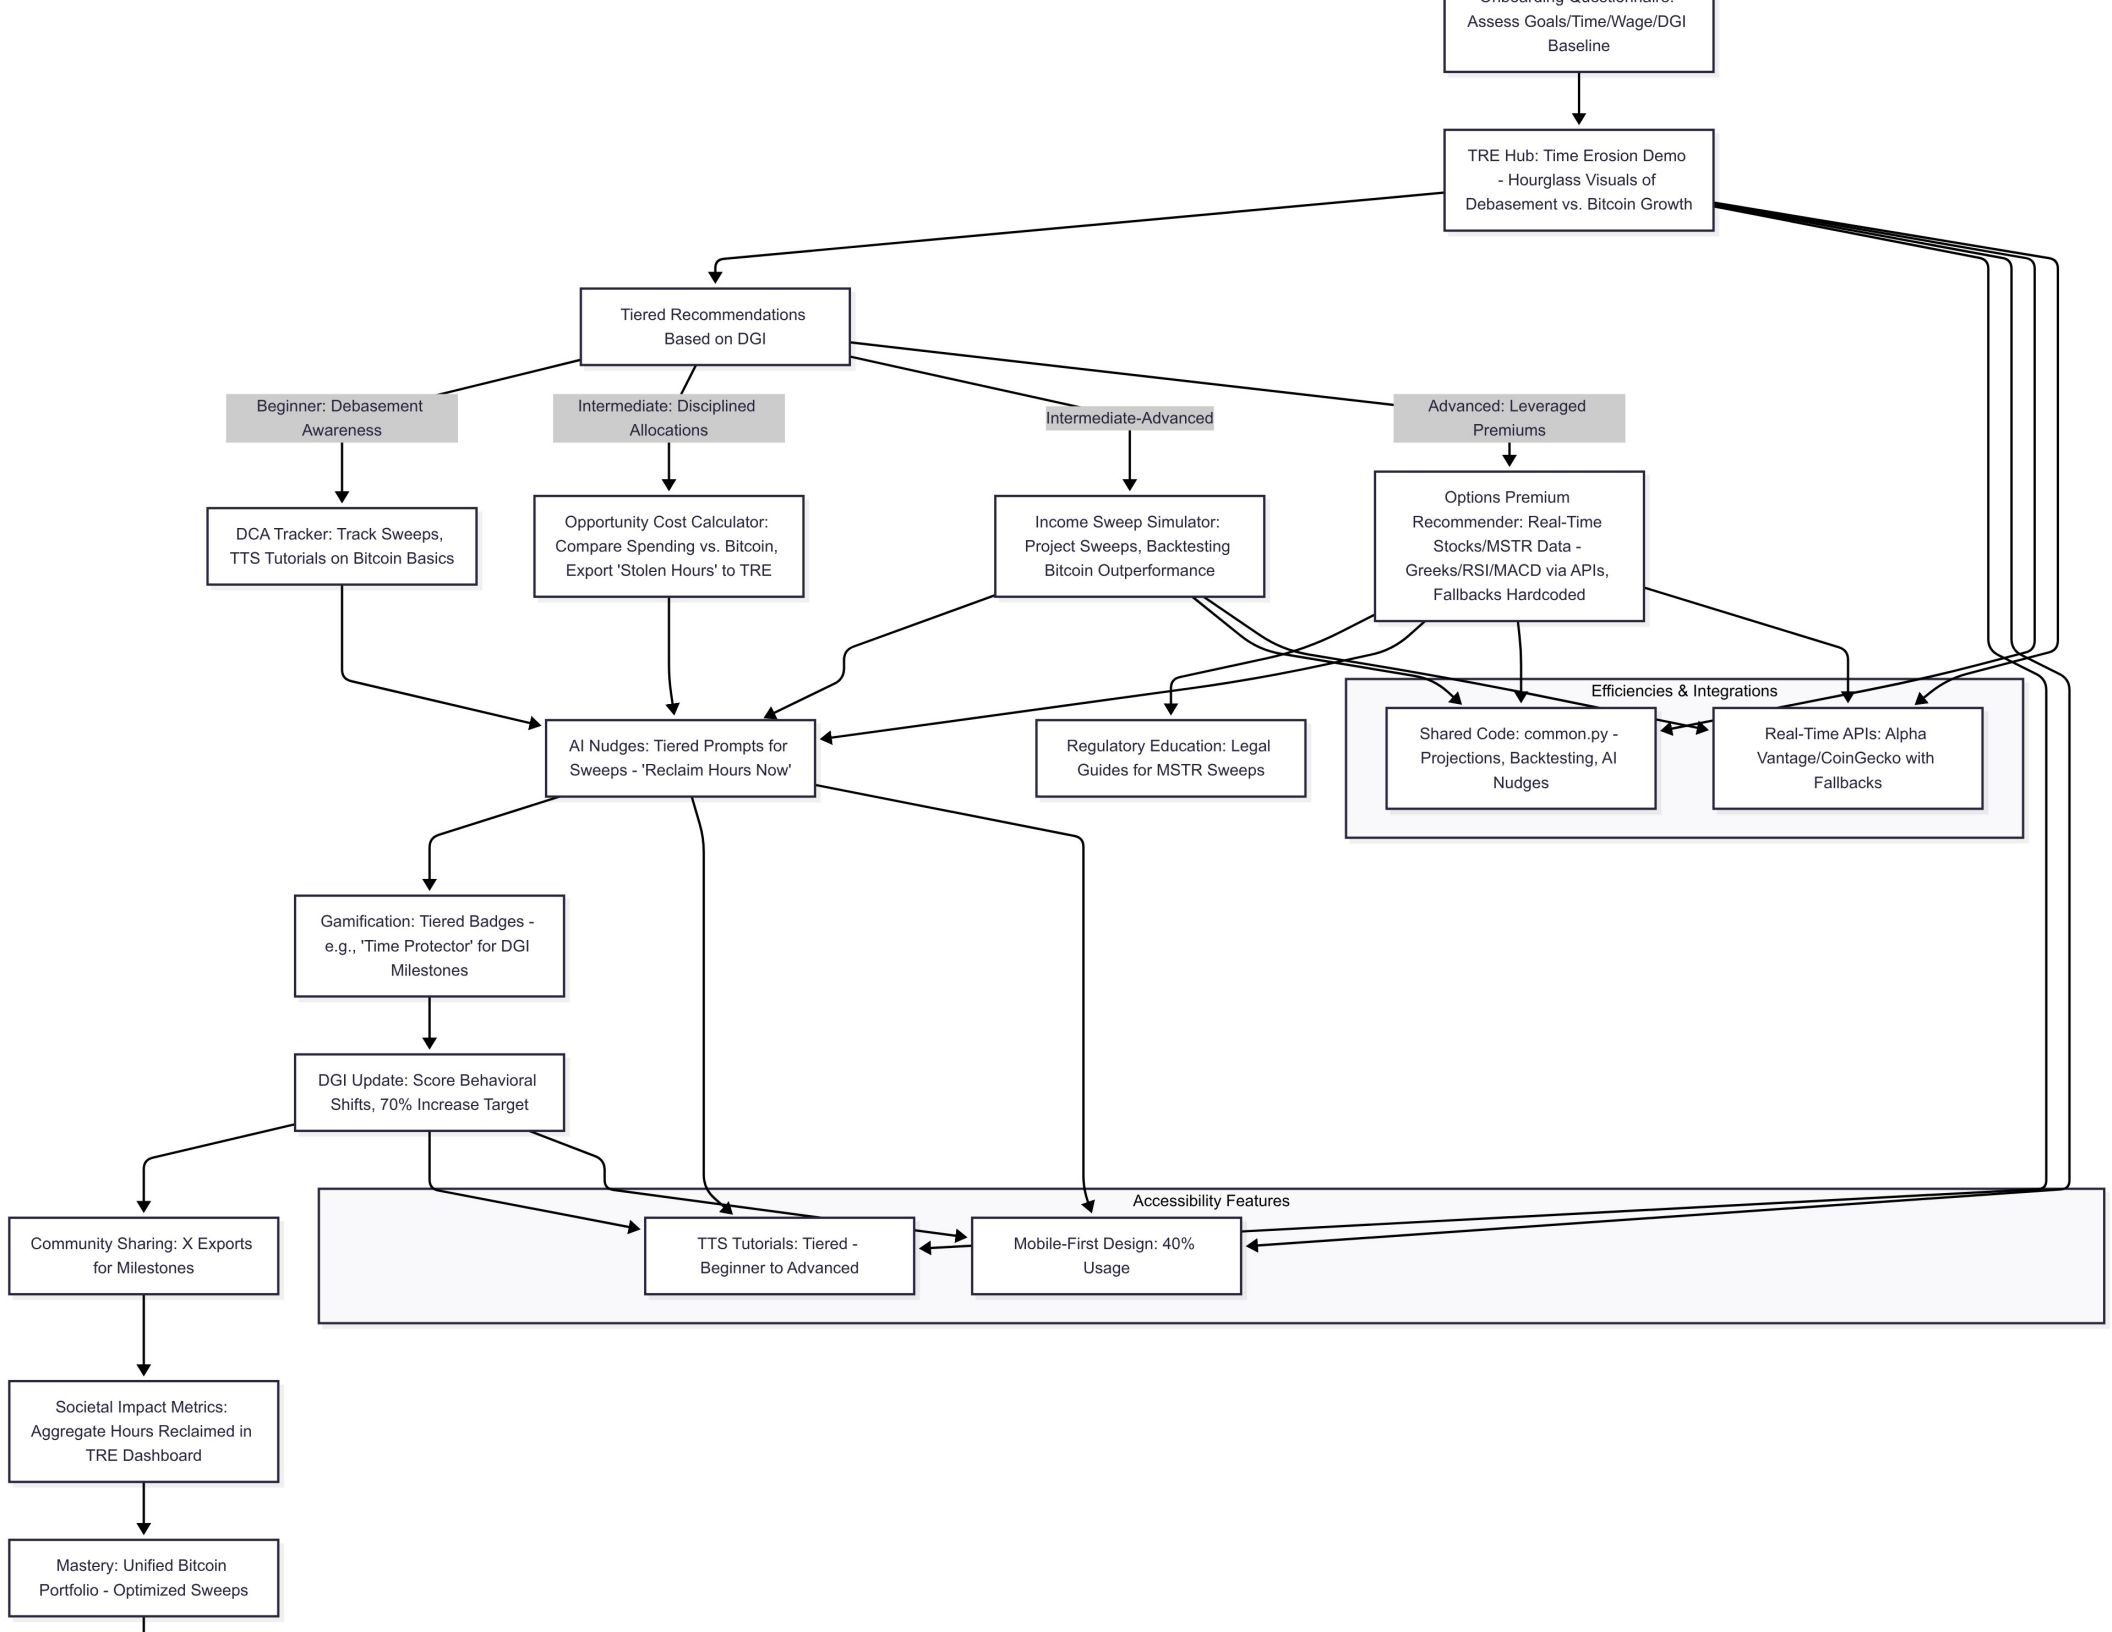 Onboarding Questionnaire:
Assess Goals/Time/Wage/DGI
Baseline
TRE Hub: Time Erosion Demo
- Hourglass Visuals of
Debasement vs. Bitcoin Growth
Tiered Recommendations
Based on DGI
Beginner: Debasement
Awareness
Intermediate: Disciplined
Allocations
Intermediate-Advanced
Advanced: Leveraged
Premiums
DCA Tracker: Track Sweeps,
TTS Tutorials on Bitcoin Basics
Opportunity Cost Calculator:
Compare Spending vs. Bitcoin,
Export 'Stolen Hours' to TRE
Income Sweep Simulator:
Project Sweeps, Backtesting
Bitcoin Outperformance
Options Premium
Recommender: Real-Time
Stocks/MSTR Data -
Greeks/RSI/MACD via APIs,
Fallbacks Hardcoded
AI Nudges: Tiered Prompts for
Sweeps - 'Reclaim Hours Now'
Regulatory Education: Legal
Guides for MSTR Sweeps
Efficiencies & Integrations
Shared Code: common.py -
Projections, Backtesting, AI
Nudges
Real-Time APIs: Alpha
Vantage/CoinGecko with
Fallbacks
Gamification: Tiered Badges -
e.g., 'Time Protector' for DGI
Milestones
DGI Update: Score Behavioral
Shifts, 70% Increase Target
Accessibility Features
Community Sharing: X Exports
for Milestones
TTS Tutorials: Tiered -
Beginner to Advanced
Mobile-First Design: 40%
Usage
Societal Impact Metrics:
Aggregate Hours Reclaimed in
TRE Dashboard
Mastery: Unified Bitcoin
Portfolio - Optimized Sweeps